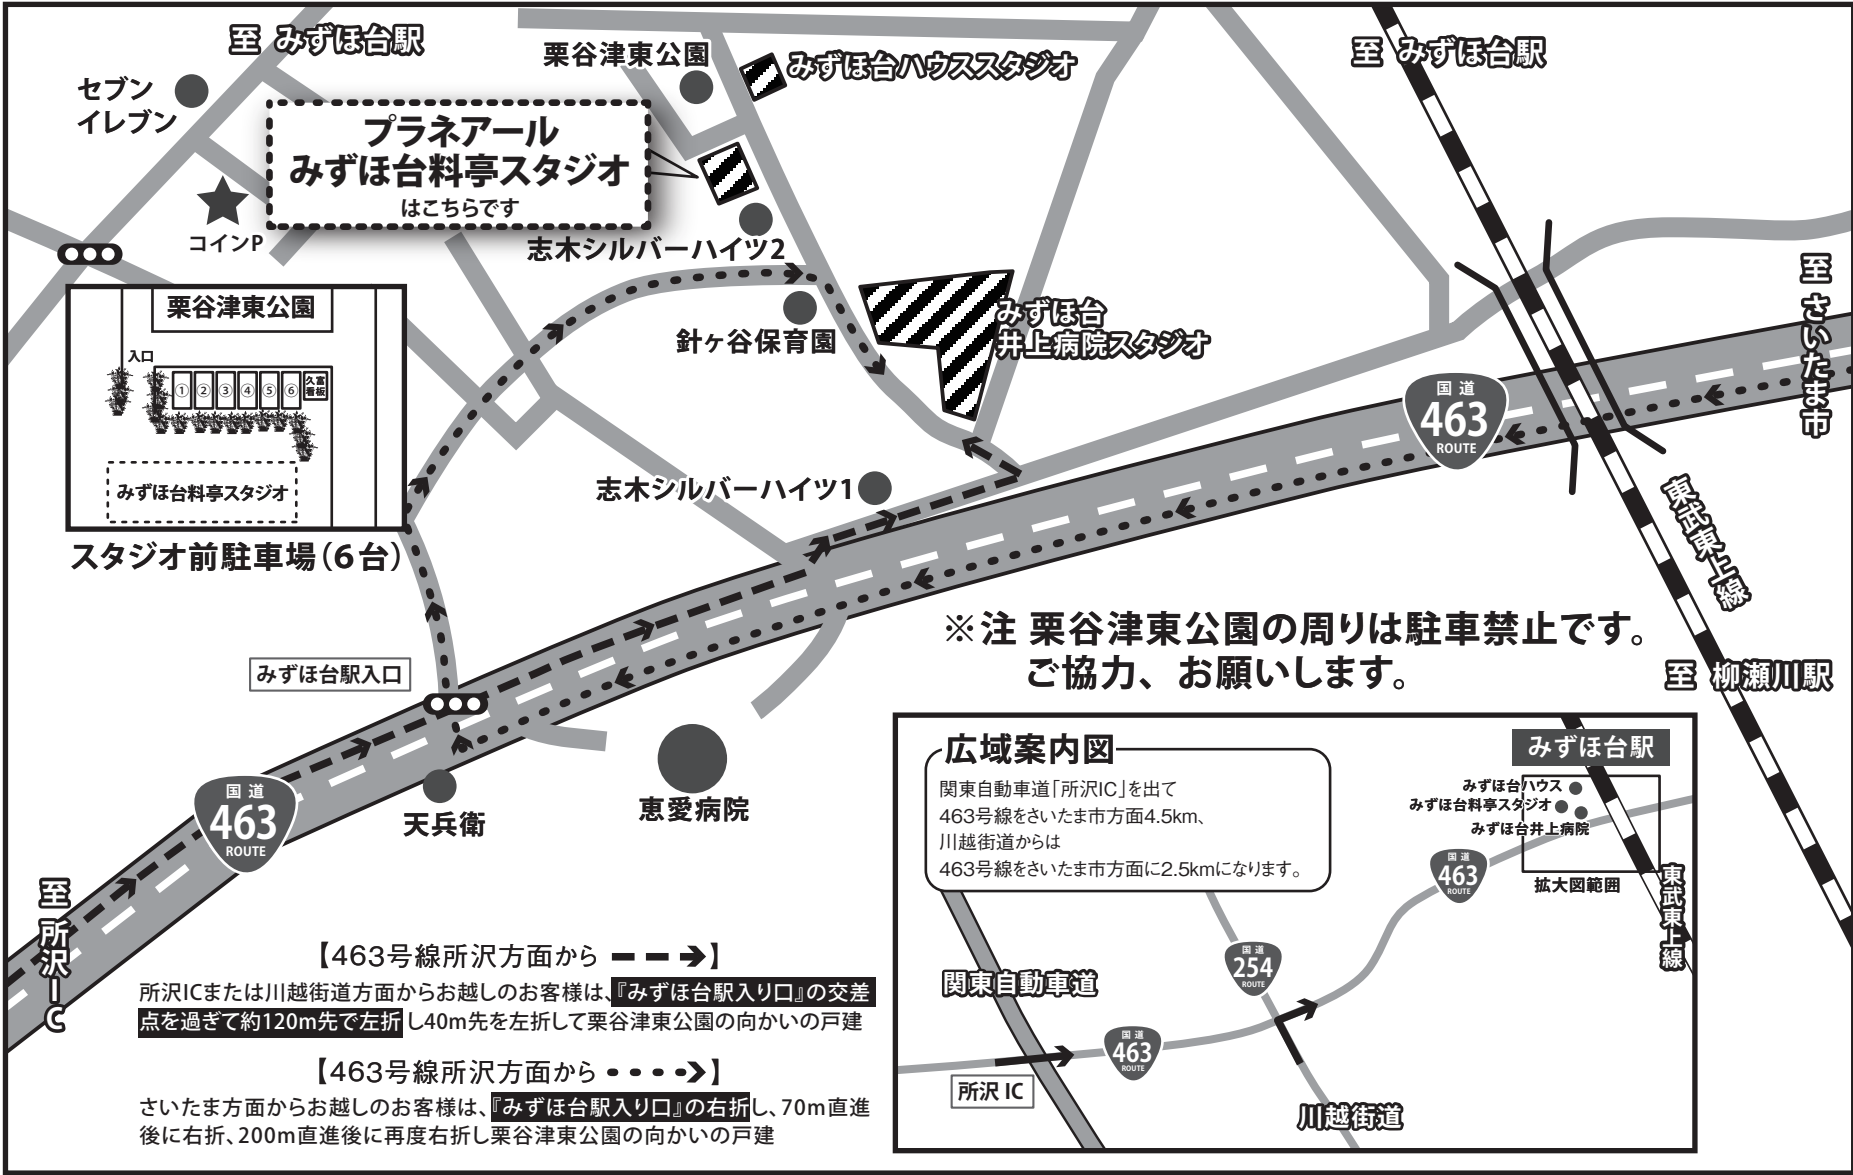 至 みずほ台駅
セブン
イレブン
栗谷津東公園
みずほ台ハウススタジオ
至 みずほ台駅
プラネアール
みずほ台料亭スタジオ
はこちらです
コインP
志木シルバーハイツ2
針ヶ谷保育園
みずほ台
井上病院スタジオ
至 さいたま市
栗谷津東公園
入口
① ② ③ ④ ⑤ ⑥
久富
看板
みずほ台料亭スタジオ
スタジオ前駐車場(6台)
国道
463
ROUTE
志木シルバーハイツ1
東武東上線
※注 栗谷津東公園の周りは駐車禁止です。
ご協力、お願いします。
至 柳瀬川駅
みずほ台駅入口
天兵衛
恵愛病院
国道
463
ROUTE
至 所沢IC
【463号線所沢方面から】
所沢ICまたは川越街道方面からお越しのお客様は、『みずほ台駅入り口』の交差
点を過ぎて約120m先で左折し40m先を左折して栗谷津東公園の向かいの戸建
【463号線所沢方面から】
さいたま方面からお越しのお客様は、『みずほ台駅入り口』の右折し、70m直進
後に右折、200m直進後に再度右折し栗谷津東公園の向かいの戸建
広域案内図
関東自動車道「所沢IC」を出て
463号線をさいたま市方面4.5km、
川越街道からは
463号線をさいたま市方面に2.5kmになります。
みずほ台駅
みずほ台ハウス
みずほ台料亭スタジオ
みずほ台井上病院
拡大図範囲
東武東上線
国道
463
ROUTE
国道
254
ROUTE
関東自動車道
国道
463
ROUTE
所沢 IC
川越街道